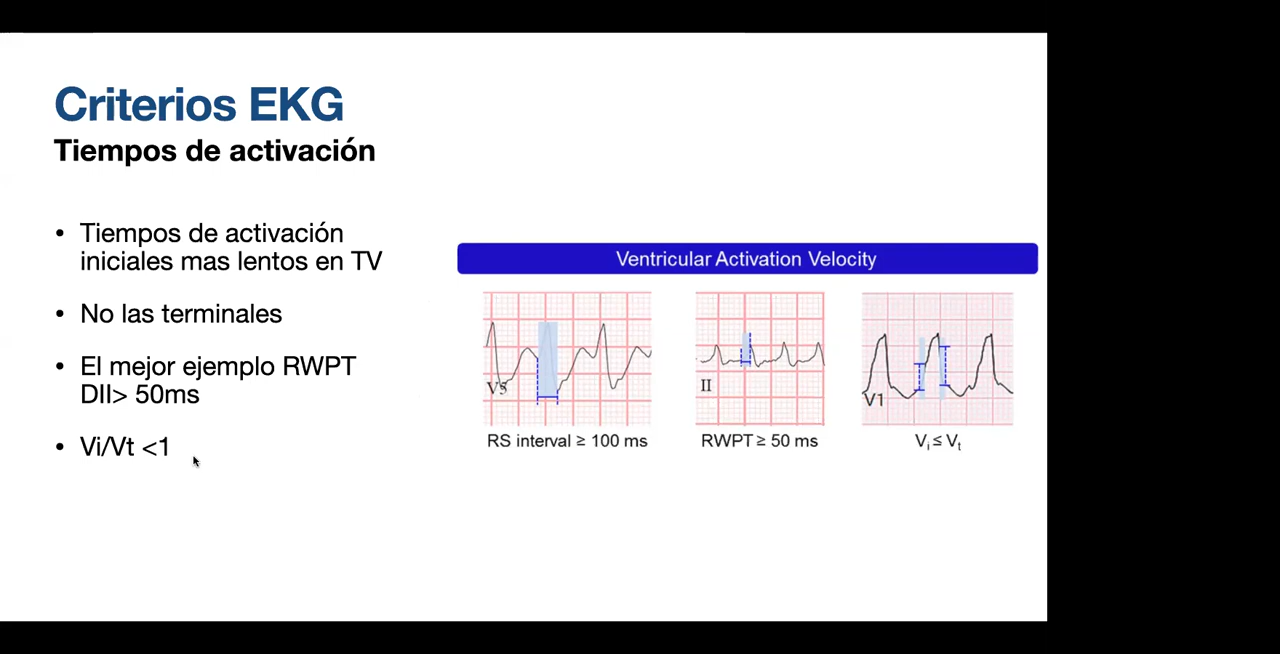 Criterios EKG
Tiempos de activación
• Tiempos de activación
iniciales mas lentos en TV
• No las terminales
• El mejor ejemplo RWPT
DII> 50ms
• Vi/Vt <1
Ventricular Activation Velocity
V5
II
V1
RS interval ≥ 100 ms
RWPT ≥ 50 ms
Vi ≤ Vt